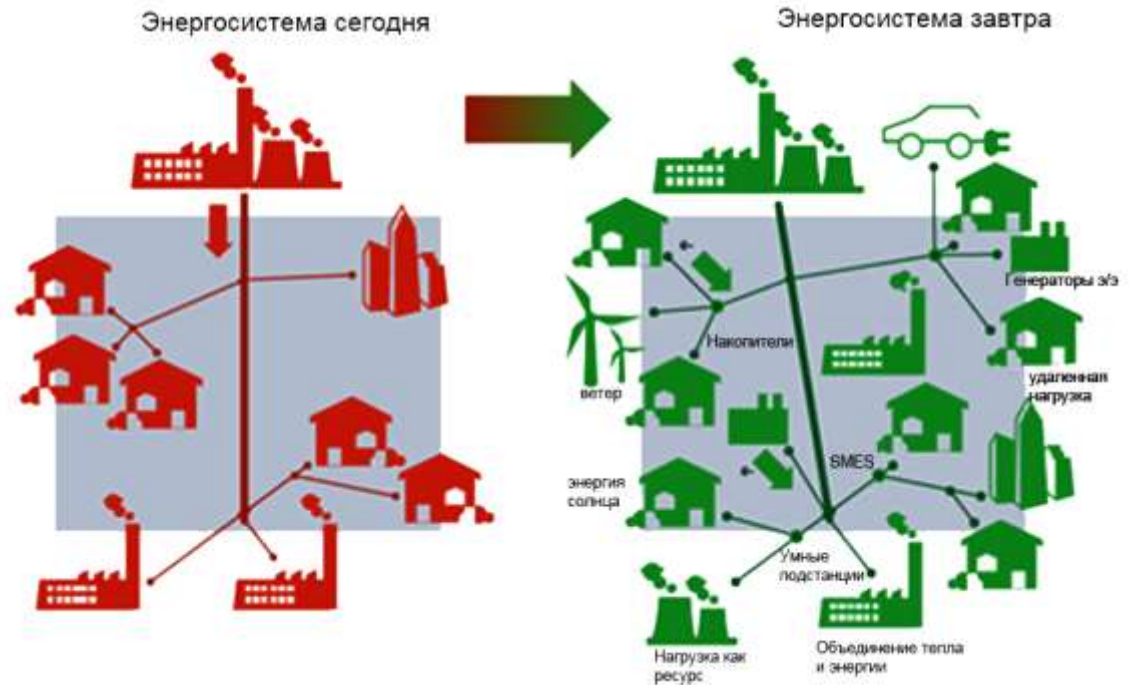 Энергосистема сегодня
Энергосистема завтра
Генераторы э/э
Накопители
ветер
удаленная
нагрузка
SMES
энергия
солнца
Умные
подстанции
Нагрузка как
ресурс
Объединение тепла
и энергии